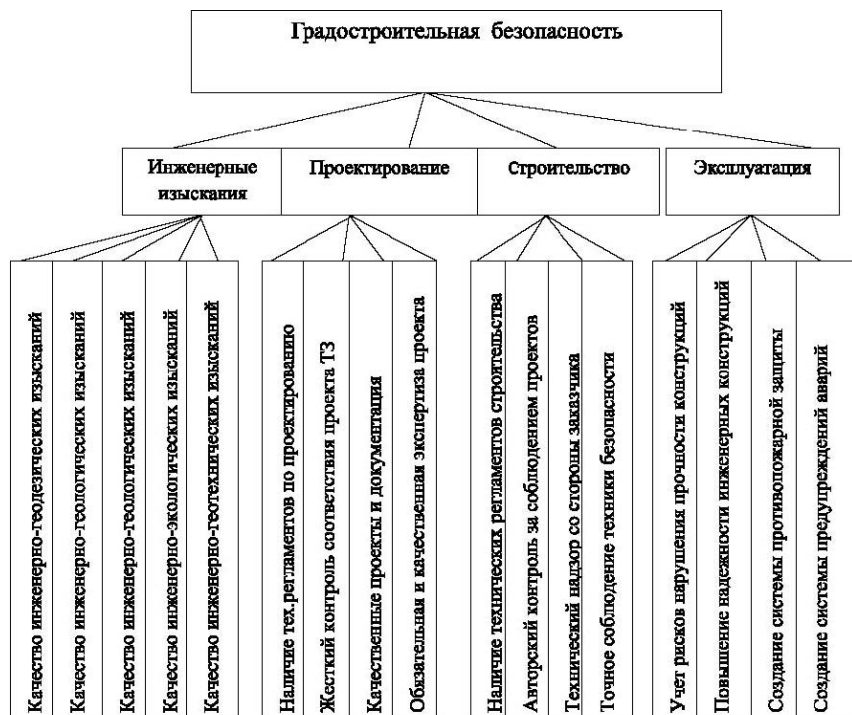 Градостроительная безопасность
Инженерные
изыскания
Проектирование
Строительство
Эксплуатация
Качество инженерно-геодезических изысканий
Качество инженерно-геологических изысканий
Качество инженерно-геологических изысканий
Качество инженерно-экологических изысканий
Качество инженерно-геотехнических изысканий
Наличие тех.регламентов по проектированию
Жесткий контроль соответствия проекта ТЗ
Качественные проекты и документация
Обязательная и качественная экспертиза проекта
Наличие технических регламентов строительства
Авторский контроль за соблюдением проектов
Технический надзор со стороны заказчика
Точное соблюдение техники безопасности
Учет рисков нарушения прочности конструкций
Повышение надежности инженерных конструкций
Создание системы противопожарной защиты
Создание системы предупреждений аварий